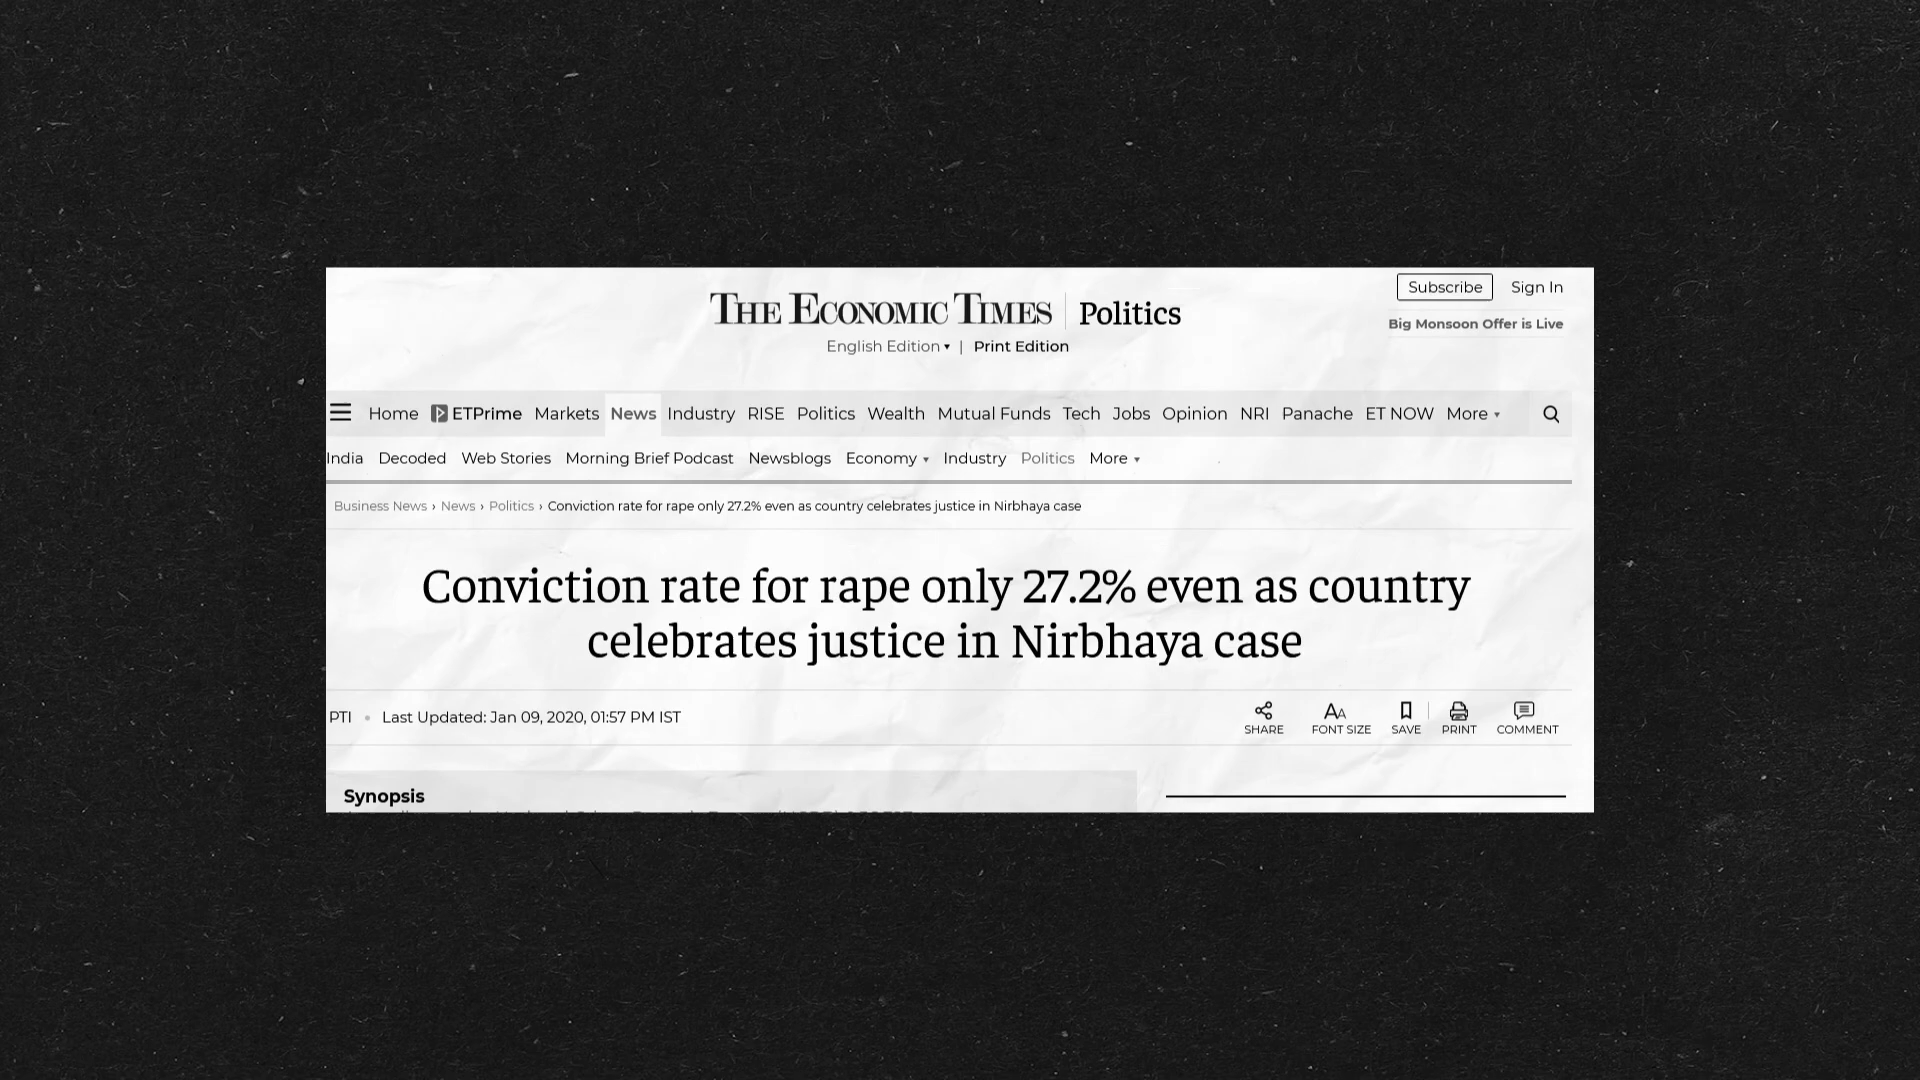 THE ECONOMIC TIMES | Politics
Subscribe Sign In
Big Monsoon Offer is Live
English Edition ▾ | Print Edition
Home ETPrime Markets News Industry RISE Politics Wealth Mutual Funds Tech Jobs Opinion NRI Panache ET NOW More ▾
India Decoded Web Stories Morning Brief Podcast Newsblogs Economy ▾ Industry Politics More ▾
Business News › News › Politics › Conviction rate for rape only 27.2% even as country celebrates justice in Nirbhaya case
Conviction rate for rape only 27.2% even as country
celebrates justice in Nirbhaya case
PTI • Last Updated: Jan 09, 2020, 01:57 PM IST
SHARE FONT SIZE SAVE PRINT COMMENT
Synopsis